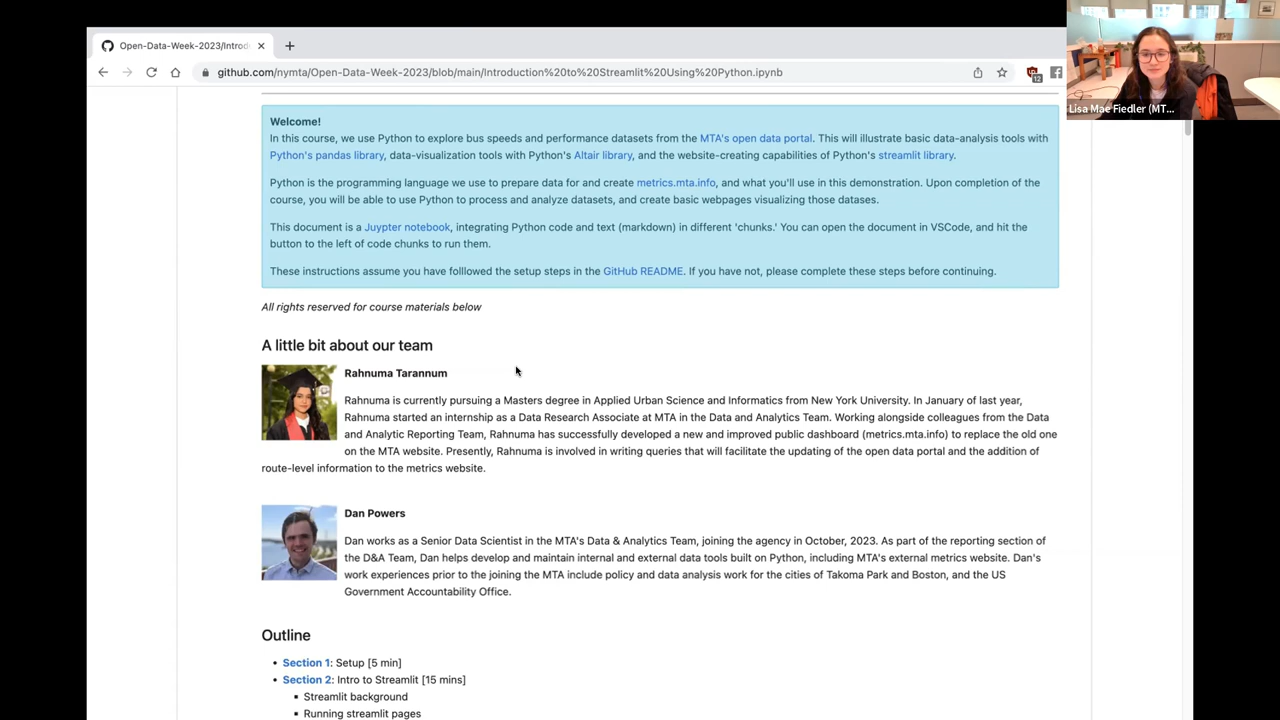 Open-Data-Week-2023/Introd
github.com/nymta/Open-Data-Week-2023/blob/main/Introduction%20to%20Streamlit%20Using%20Python.ipynb
12
Lisa Mae Fiedler (MT...
Welcome!
In this course, we use Python to explore bus speeds and performance datasets from the MTA's open data portal. This will illustrate basic data-analysis tools with
Python's pandas library, data-visualization tools with Python's Altair library, and the website-creating capabilities of Python's streamlit library.
Python is the programming language we use to prepare data for and create metrics.mta.info, and what you'll use in this demonstration. Upon completion of the
course, you will be able to use Python to process and analyze datasets, and create basic webpages visualizing those datases.
This document is a Juypter notebook, integrating Python code and text (markdown) in different 'chunks.' You can open the document in VSCode, and hit the
button to the left of code chunks to run them.
These instructions assume you have folllowed the setup steps in the GitHub README. If you have not, please complete these steps before continuing.
All rights reserved for course materials below
A little bit about our team
Rahnuma Tarannum
Rahnuma is currently pursuing a Masters degree in Applied Urban Science and Informatics from New York University. In January of last year,
Rahnuma started an internship as a Data Research Associate at MTA in the Data and Analytics Team. Working alongside colleagues from the Data
and Analytic Reporting Team, Rahnuma has successfully developed a new and improved public dashboard (metrics.mta.info) to replace the old one
on the MTA website. Presently, Rahnuma is involved in writing queries that will facilitate the updating of the open data portal and the addition of
route-level information to the metrics website.
Dan Powers
Dan works as a Senior Data Scientist in the MTA's Data & Analytics Team, joining the agency in October, 2023. As part of the reporting section of
the D&A Team, Dan helps develop and maintain internal and external data tools built on Python, including MTA's external metrics website. Dan's
work experiences prior to the joining the MTA include policy and data analysis work for the cities of Takoma Park and Boston, and the US
Government Accountability Office.
Outline
Section 1: Setup [5 min]
Section 2: Intro to Streamlit [15 mins]
Streamlit background
Running streamlit pages